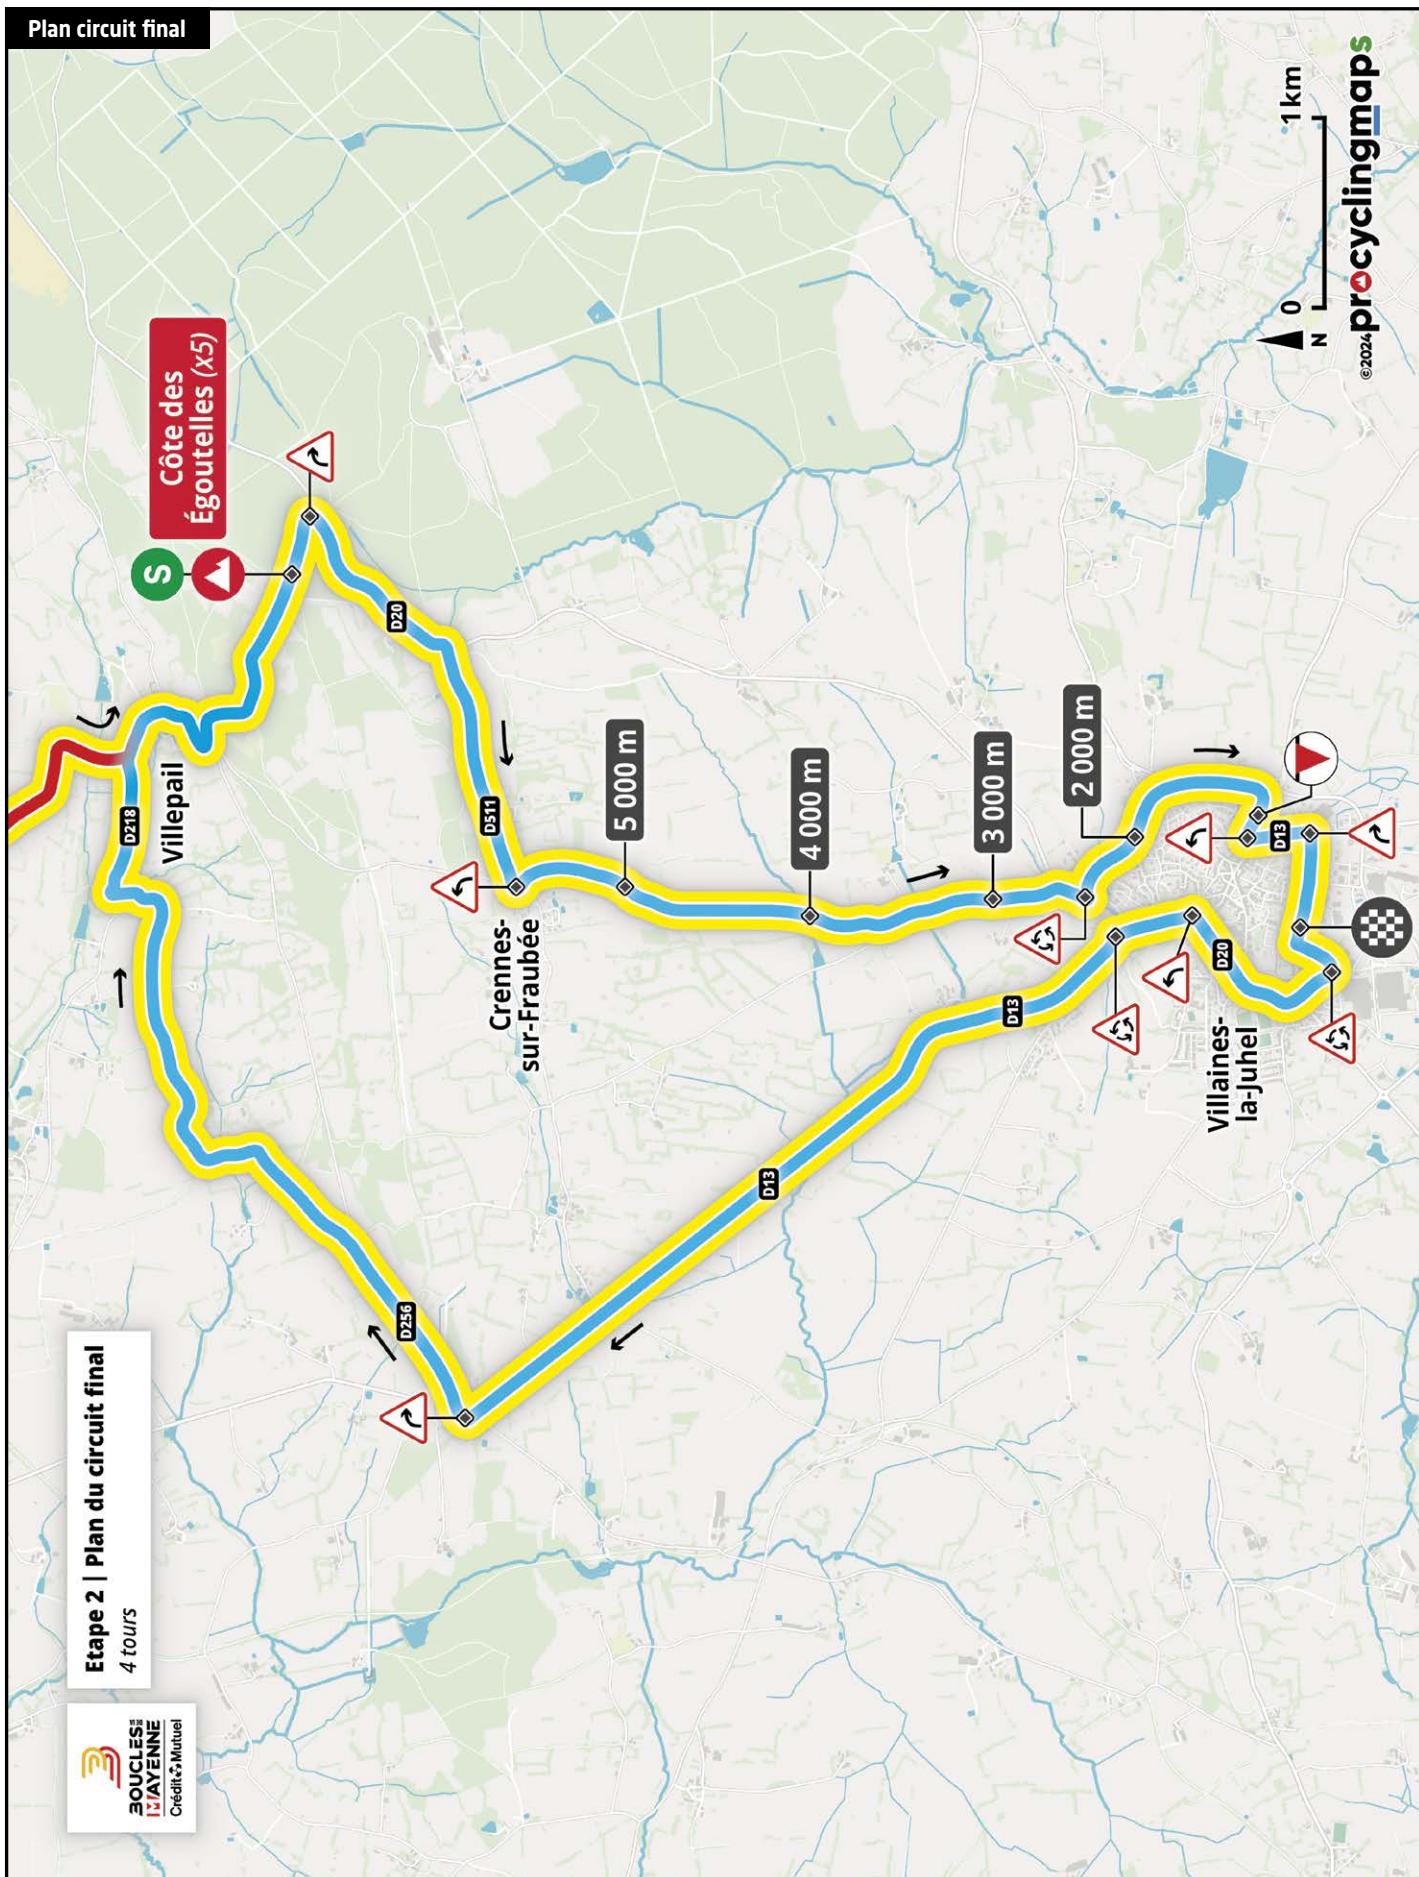 Plan circuit final
Etape 2 | Plan du circuit final
4 tours
BOUCLES DE LA
MAYENNE
Crédit Mutuel
Côte des
Égoutelles (x5)
S
D218
Villepail
D20
D511
Crennes-
sur-Fraubée
5 000 m
4 000 m
3 000 m
2 000 m
D256
D13
D13
D13
D20
Villaines-
la-Juhel
N
0
1 km
©2024 procyclingmaps